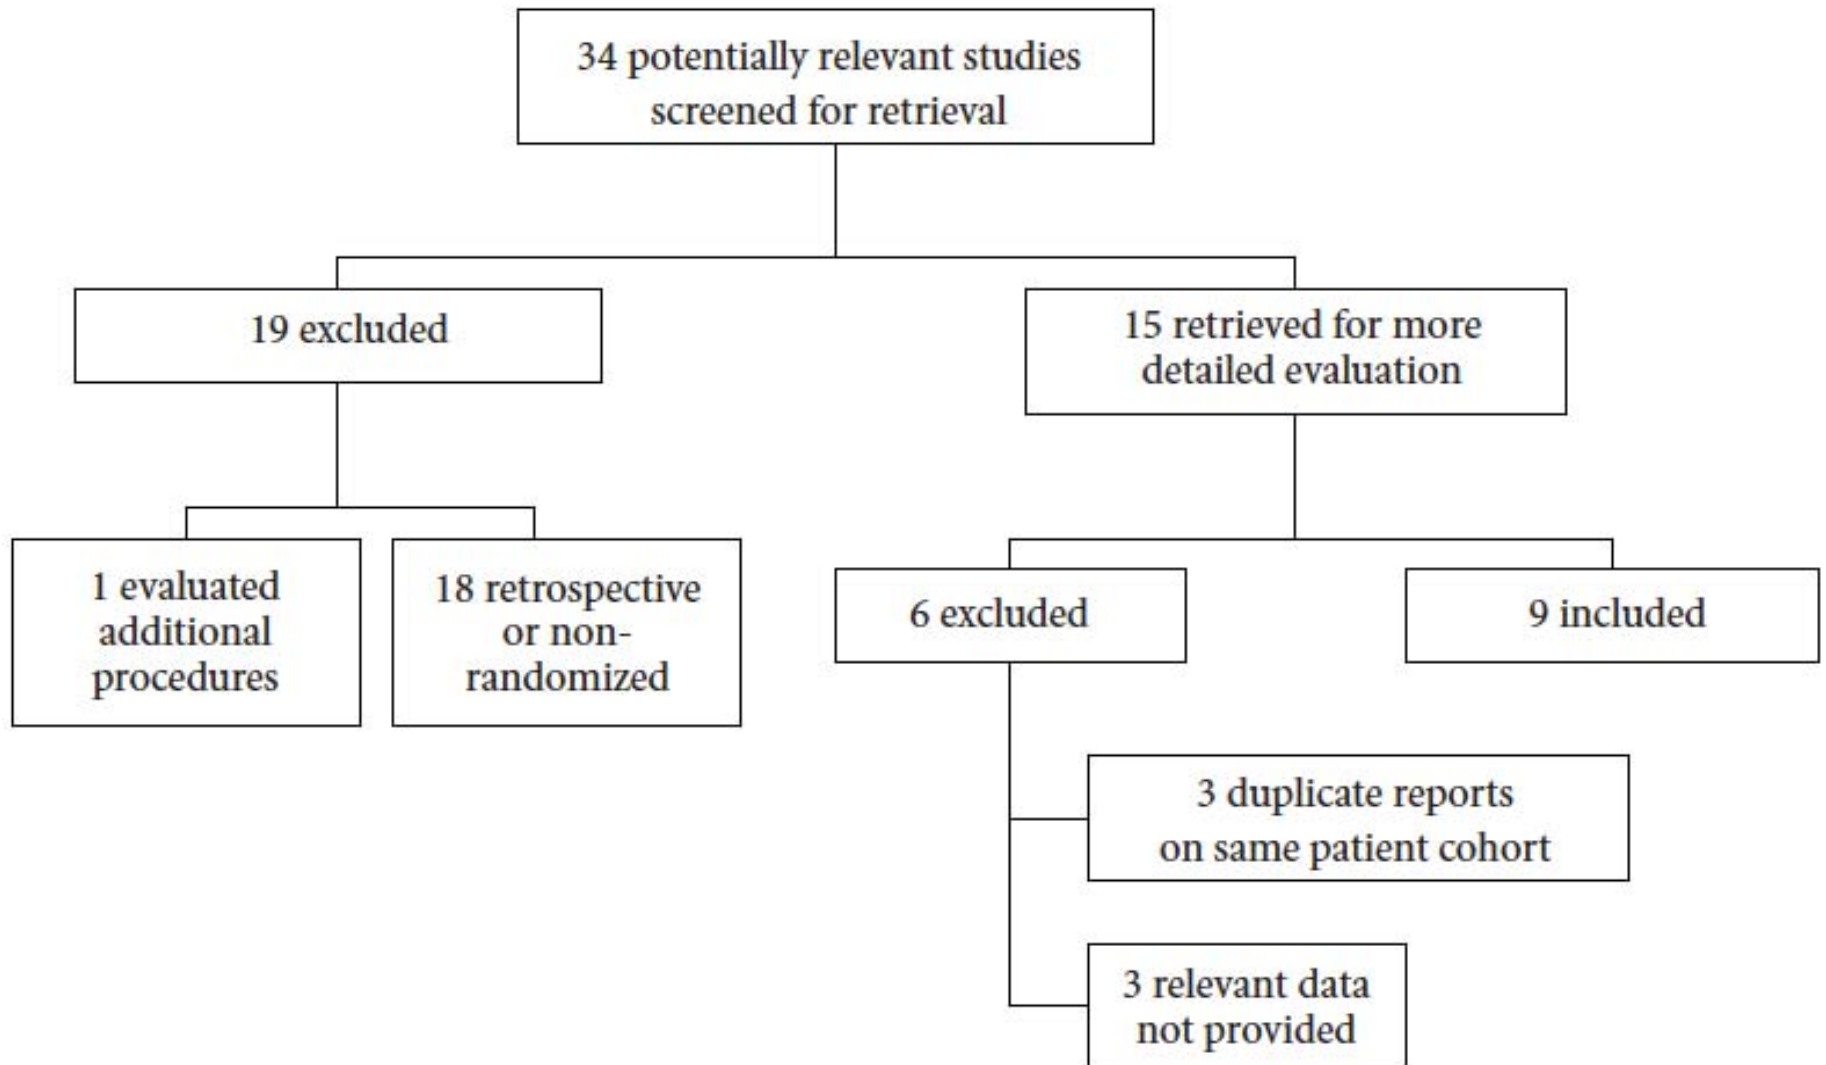 34 potentially relevant studies
screened for retrieval
19 excluded
15 retrieved for more
detailed evaluation
1 evaluated
additional
procedures
18 retrospective
or non-
randomized
6 excluded
9 included
3 duplicate reports
on same patient cohort
3 relevant data
not provided